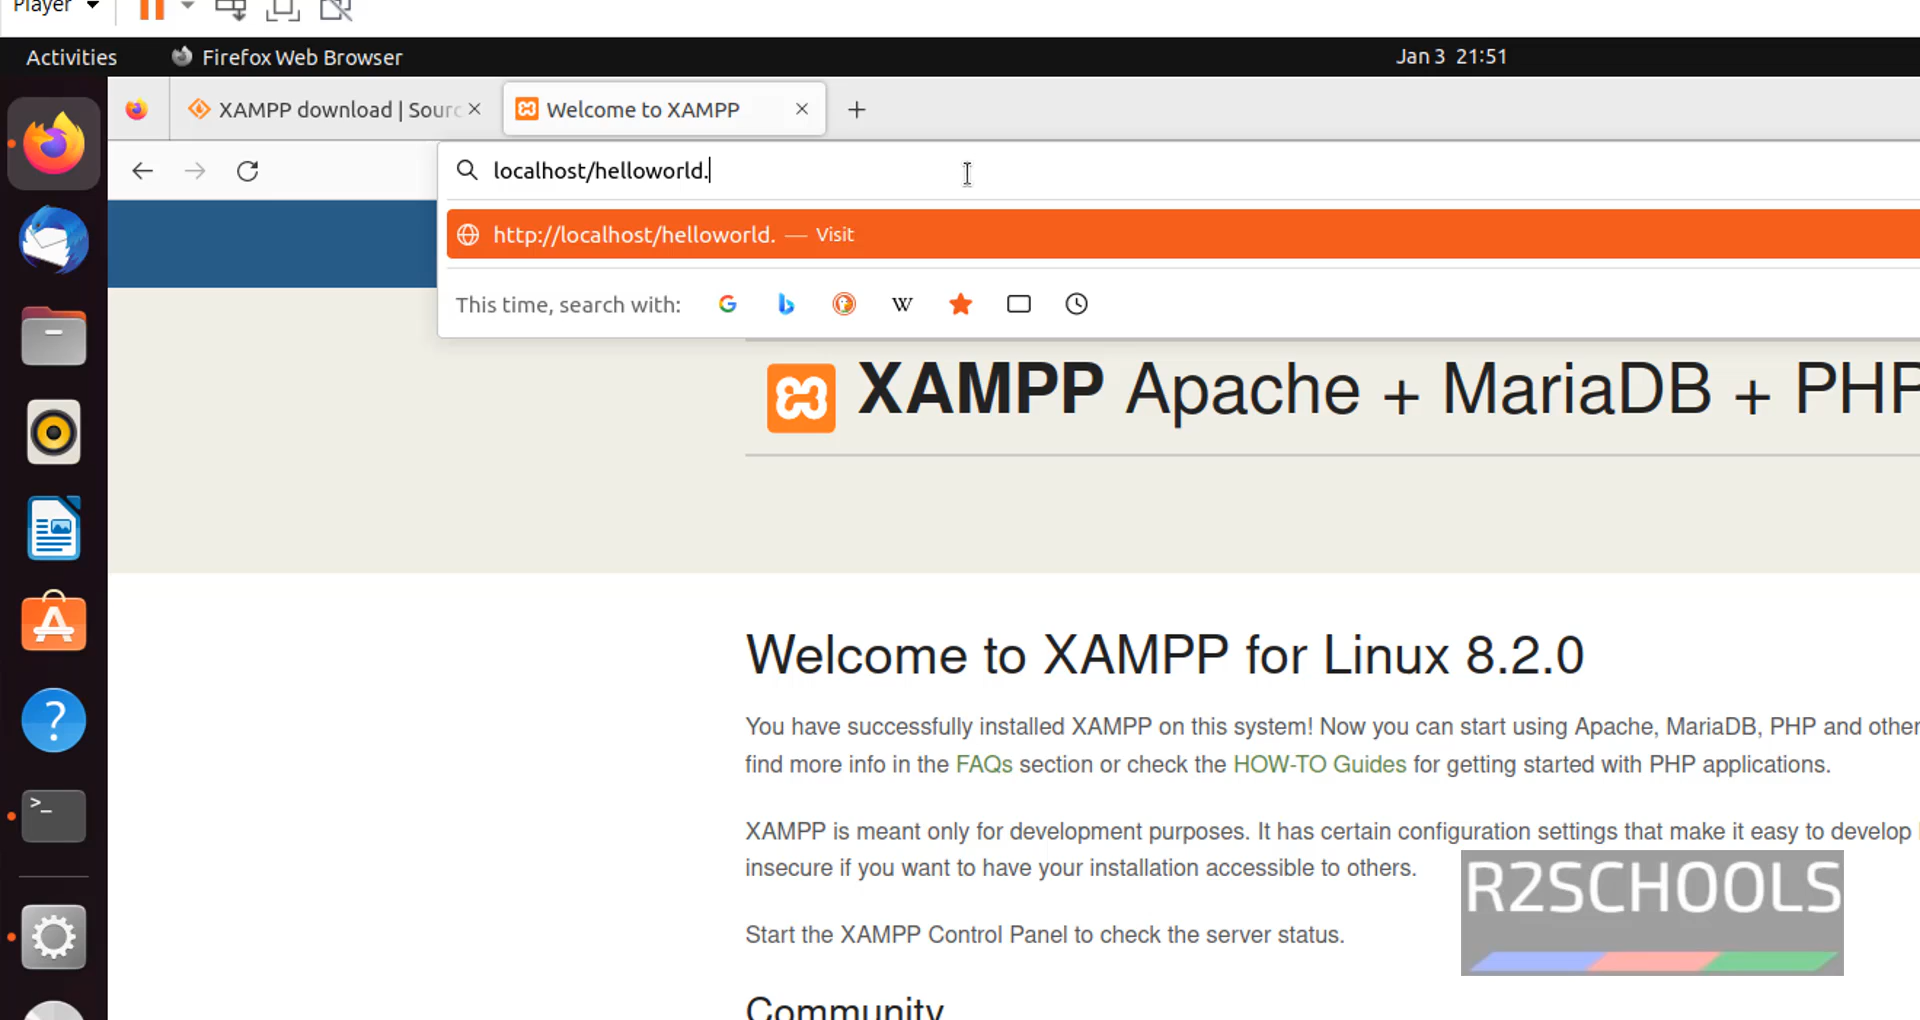 Player
Activities Firefox Web Browser Jan 3 21:51
XAMPP download | Sourc Welcome to XAMPP
localhost/helloworld.
http://localhost/helloworld. — Visit
This time, search with:
XAMPP Apache + MariaDB + PHP
Welcome to XAMPP for Linux 8.2.0
You have successfully installed XAMPP on this system! Now you can start using Apache, MariaDB, PHP and other
find more info in the FAQs section or check the HOW-TO Guides for getting started with PHP applications.
XAMPP is meant only for development purposes. It has certain configuration settings that make it easy to develop
insecure if you want to have your installation accessible to others.
R2SCHOOLS
Start the XAMPP Control Panel to check the server status.
Community